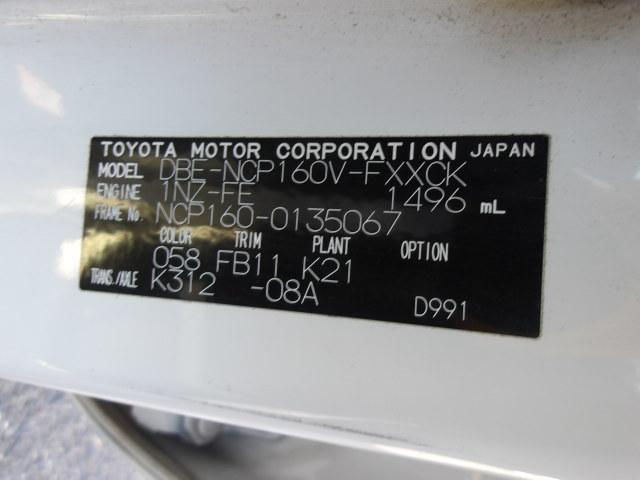 TOYOTA MOTOR CORPORATION JAPAN
MODEL DBE-NCP160V-FXXCK
ENGINE 1NZ-FE 1496 mL
FRAME No. NCP160-0135067
COLOR TRIM PLANT OPTION
058 FB11 K21
TRANS./AXLE K312 -08A
D991